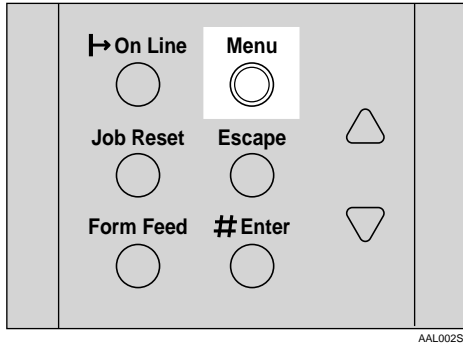 On Line Menu
Job Reset Escape
Form Feed # Enter
AAL002S